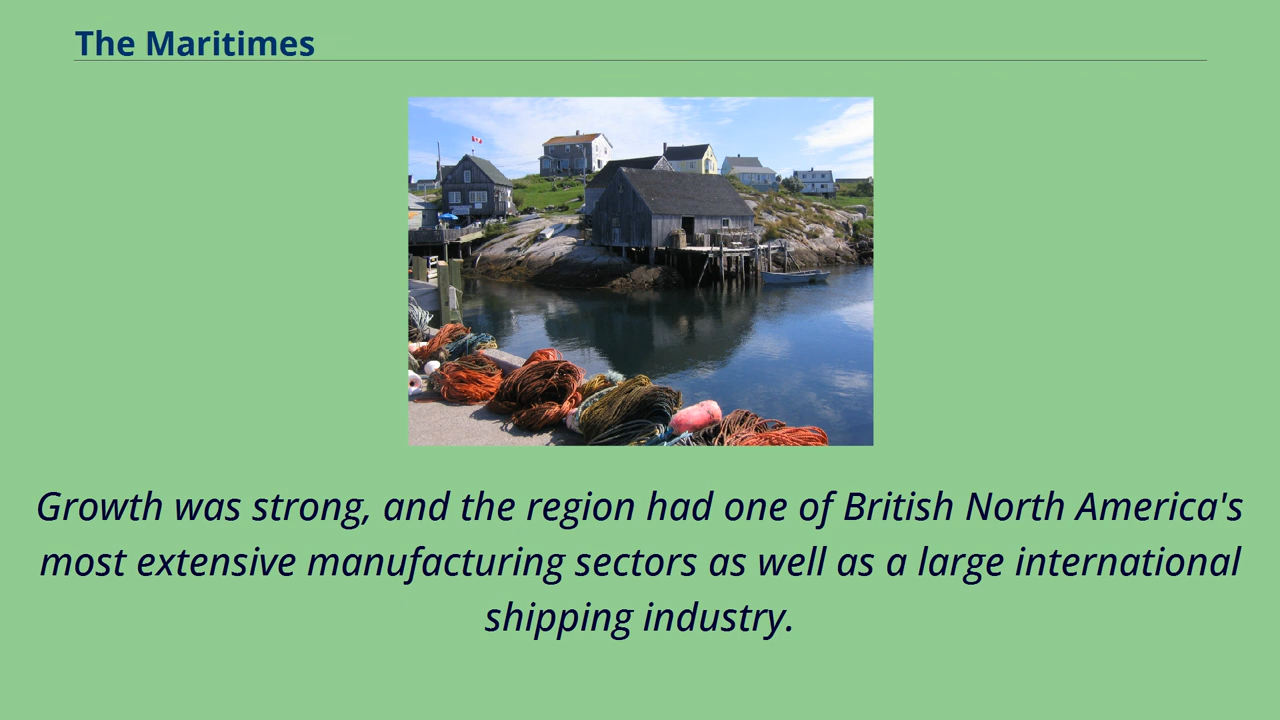 The Maritimes
Growth was strong, and the region had one of British North America's
most extensive manufacturing sectors as well as a large international
shipping industry.